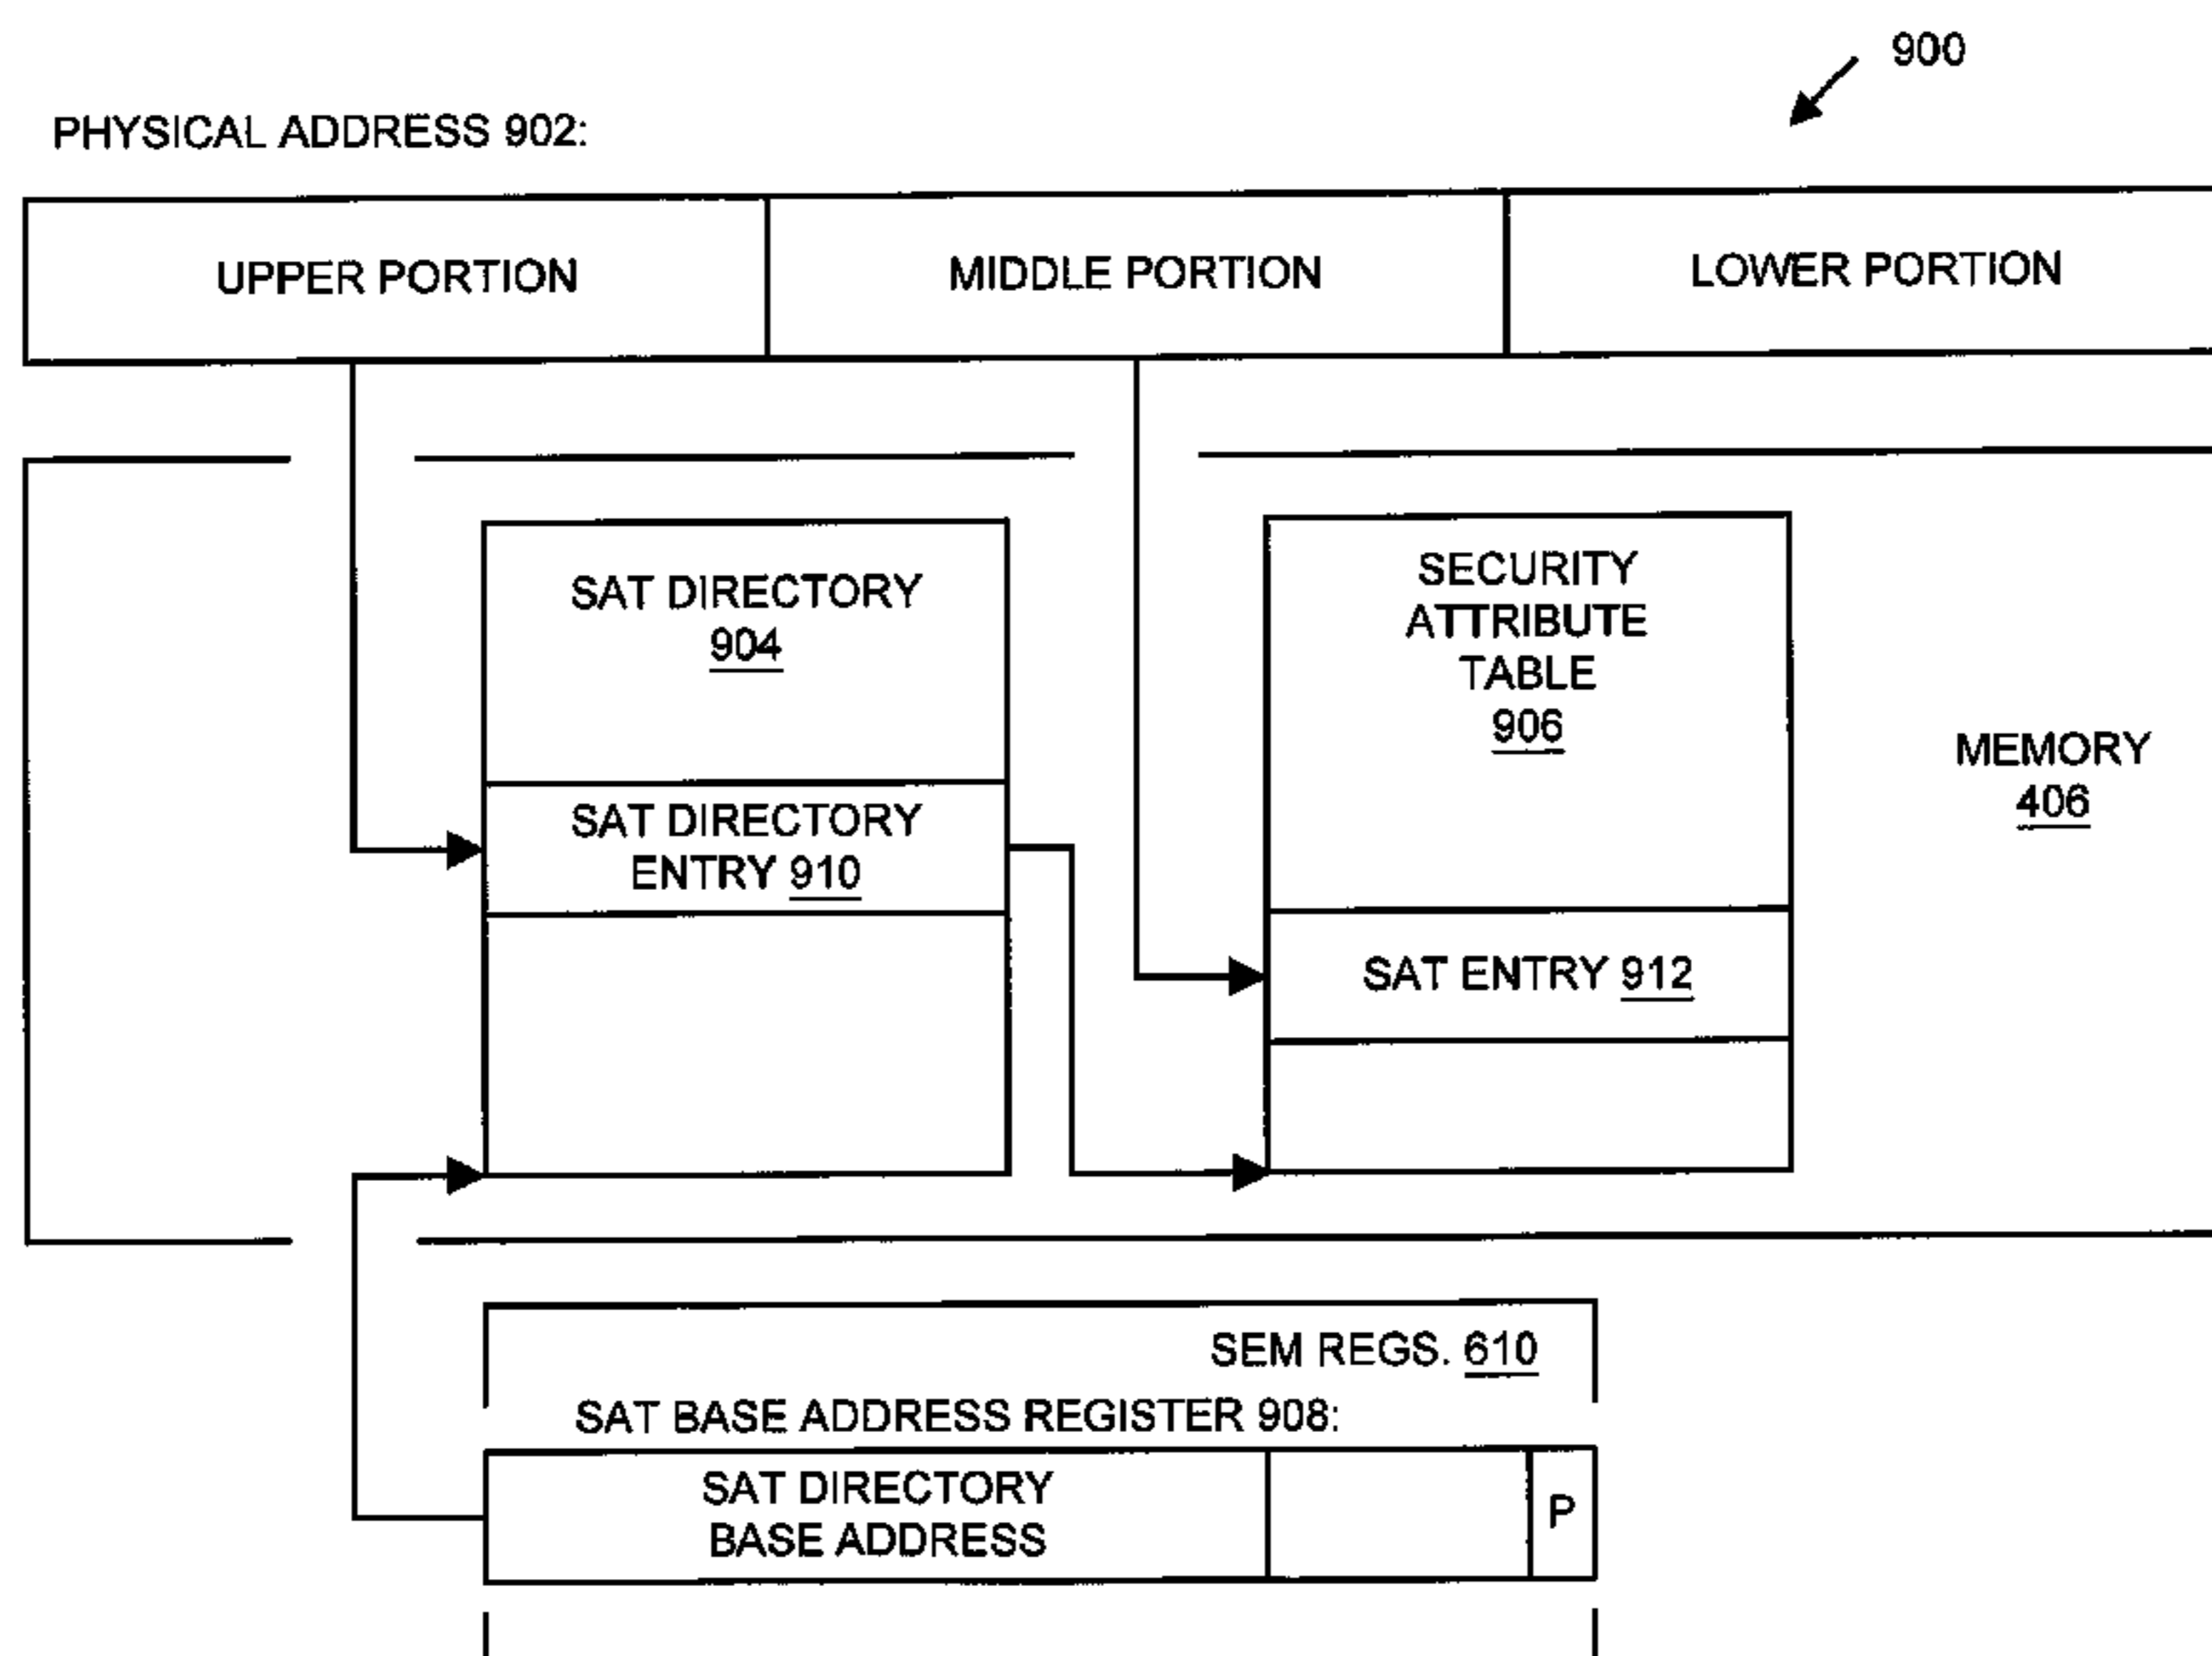 900
PHYSICAL ADDRESS 902:
UPPER PORTION
MIDDLE PORTION
LOWER PORTION
SAT DIRECTORY
904
SAT DIRECTORY
ENTRY 910
SECURITY
ATTRIBUTE
TABLE
906
SAT ENTRY 912
MEMORY
406
SEM REGS. 610
SAT BASE ADDRESS REGISTER 908:
SAT DIRECTORY
BASE ADDRESS
P